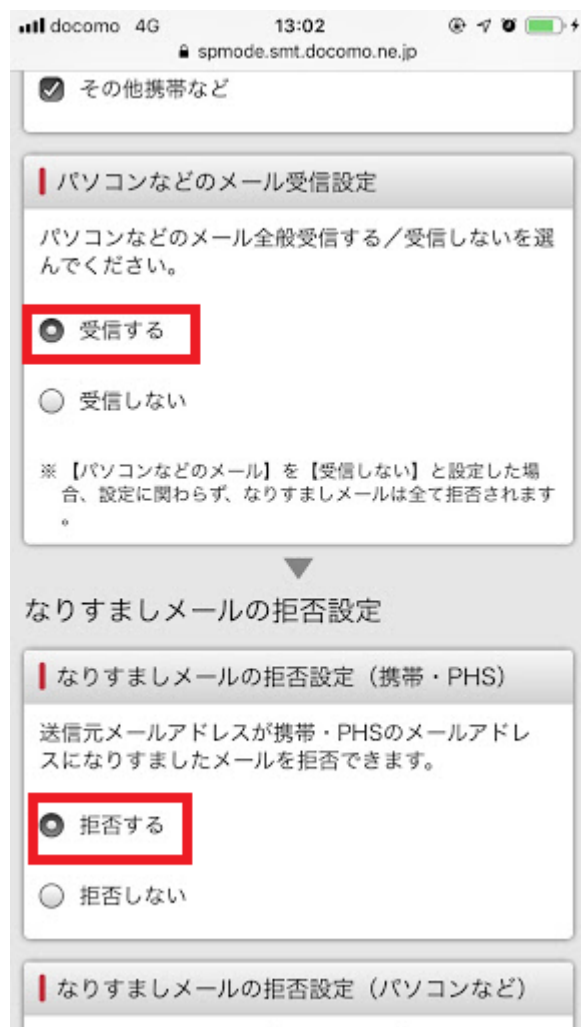 docomo 4G 13:02
spmode.smt.docomo.ne.jp
その他携帯など
パソコンなどのメール受信設定
パソコンなどのメール全般受信する／受信しないを選
んでください。
受信する
受信しない
※ 【パソコンなどのメール】を【受信しない】と設定した場
合、設定に関わらず、なりすましメールは全て拒否されます
。
なりすましメールの拒否設定
なりすましメールの拒否設定（携帯・PHS）
送信元メールアドレスが携帯・PHSのメールアドレ
スになりすましたメールを拒否できます。
拒否する
拒否しない
なりすましメールの拒否設定（パソコンなど）